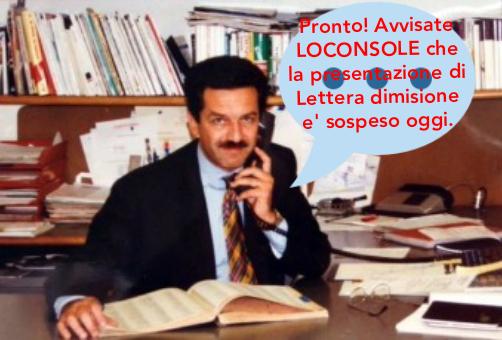 Pronto! Avvisate
LOCONSOLE che
la presentazione di
Lettera dimisione
e' sospeso oggi.